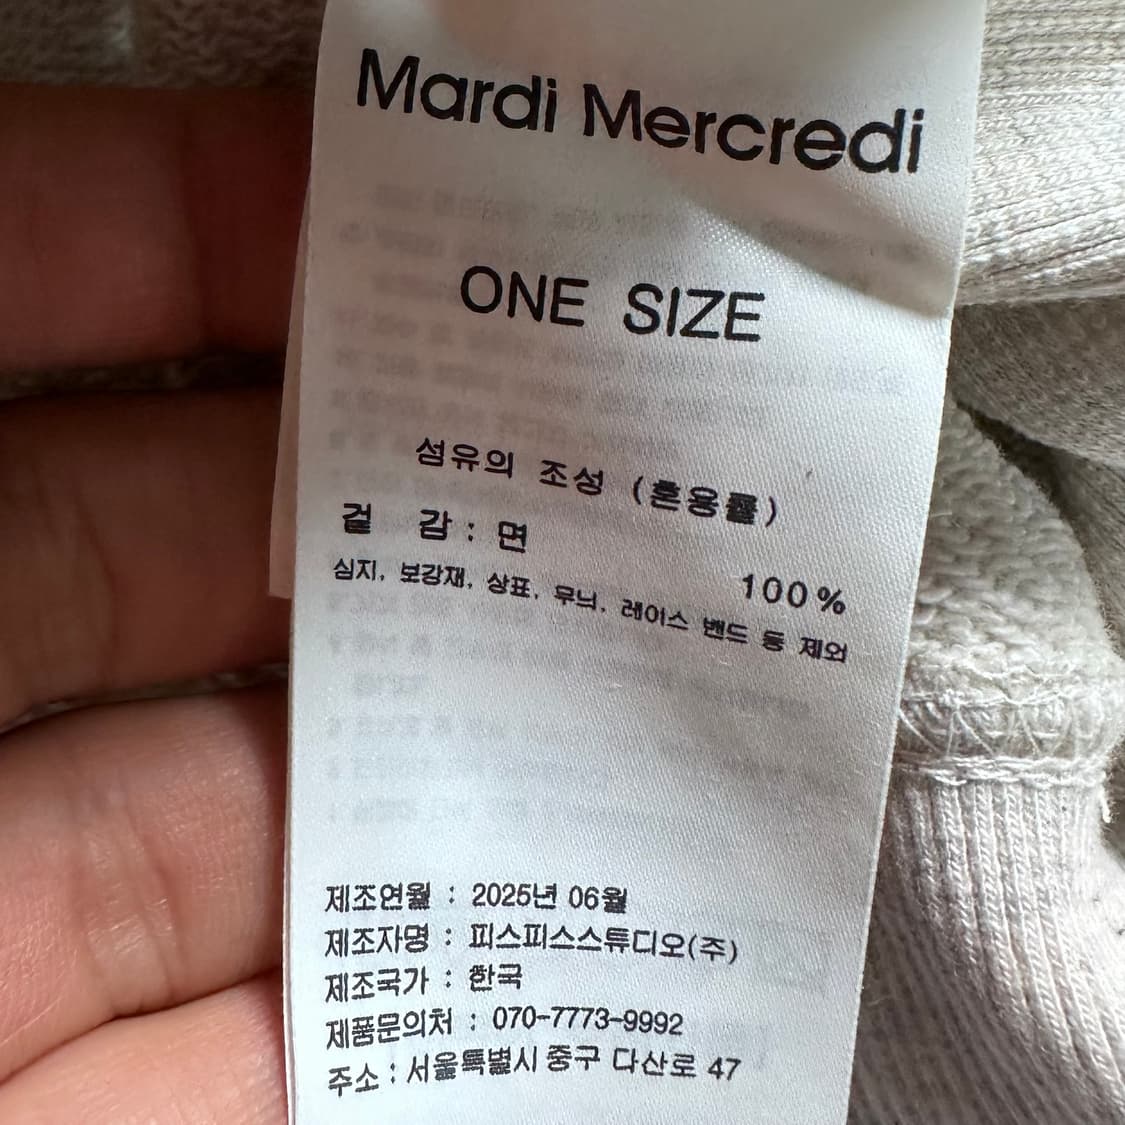 Mardi Mercredi
ONE SIZE
섬유의 조성 (혼용률)
겉 감 : 면 100%
심지, 보강재, 상표, 무늬, 레이스 밴드 등 제외
제조연월 : 2025년 06월
제조자명 : 피스피스스튜디오(주)
제조국가 : 한국
제품문의처 : 070-7773-9992
주소 : 서울특별시 중구 다산로 47